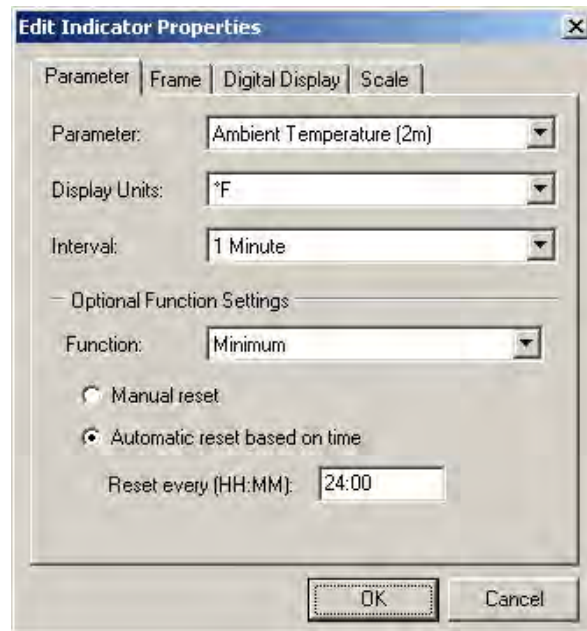 Edit Indicator Properties
Parameter Frame Digital Display Scale
Parameter: Ambient Temperature (2m)
Display Units: °F
Interval: 1 Minute
Optional Function Settings
Function: Minimum
Manual reset
Automatic reset based on time
Reset every (HH:MM): 24:00
OK Cancel